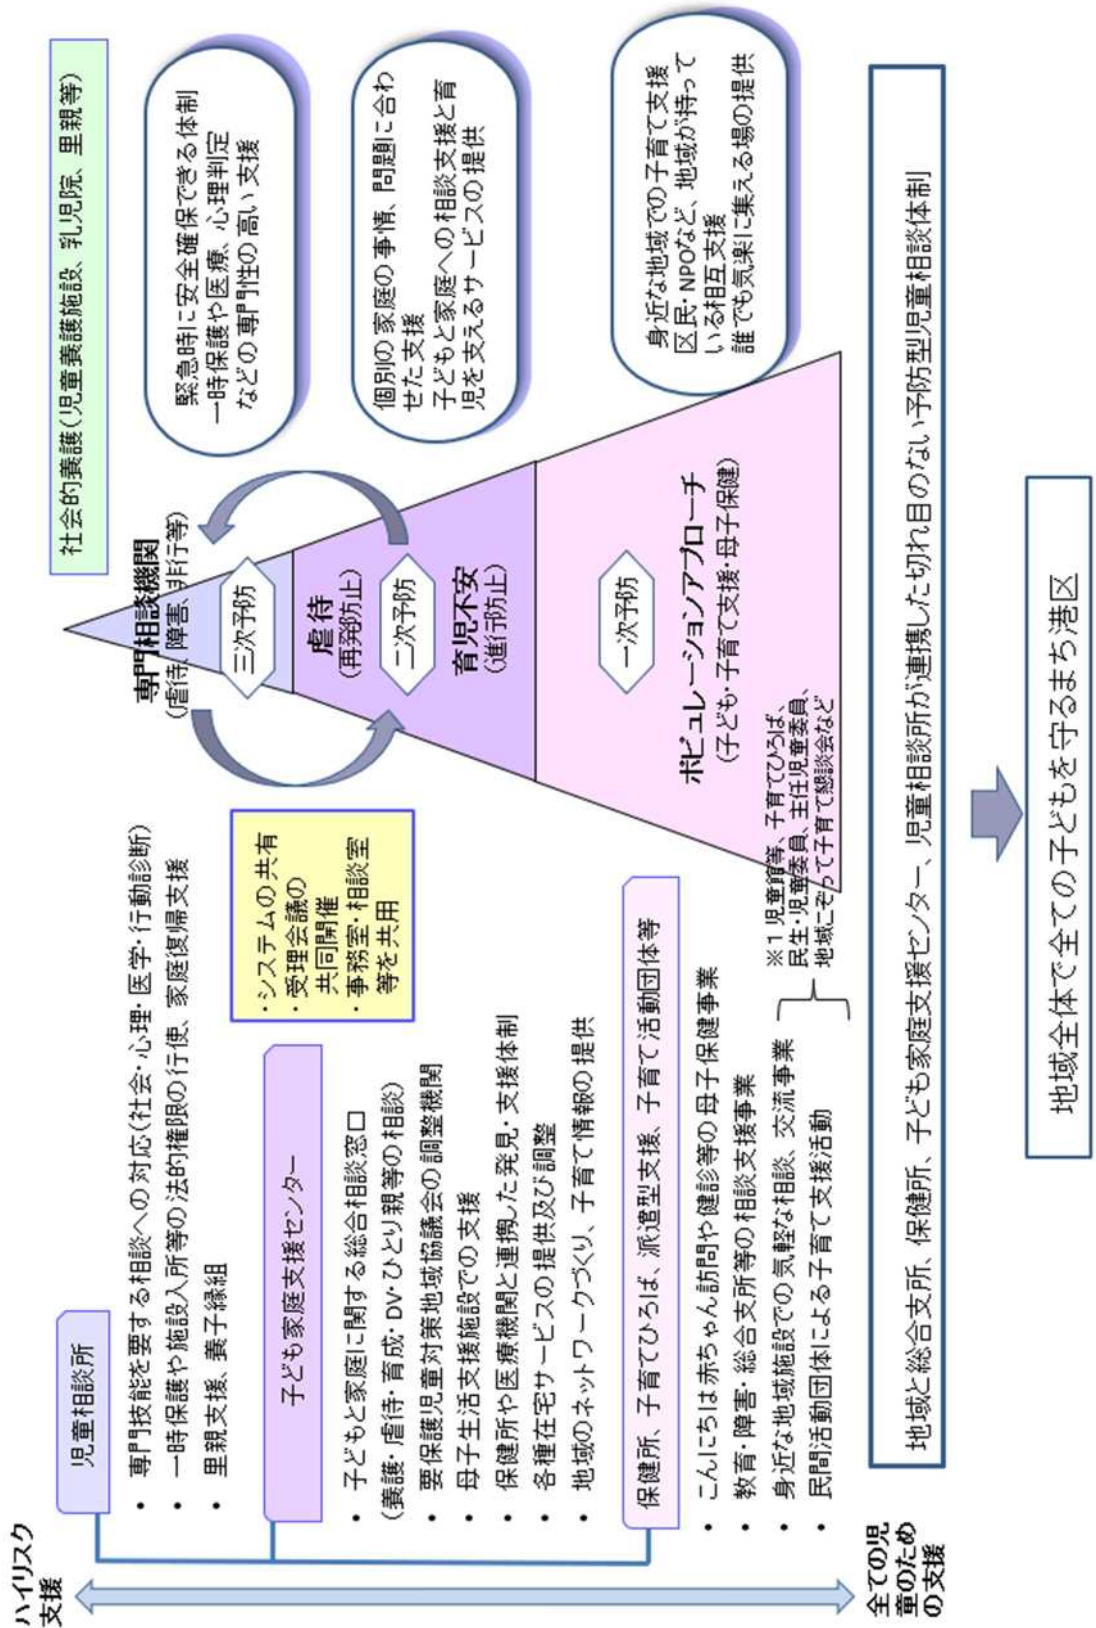 ハイリスク
支援
児童相談所
• 専門技能を要する相談への対応(社会・心理・医学・行動診断)
• 一時保護や施設入所等の法的権限の行使、家庭復帰支援
• 里親支援、養子縁組
子ども家庭支援センター
• 子どもと家庭に関する総合相談窓口
(養護・虐待・育成・DV・ひとり親等の相談)
• 要保護児童対策地域協議会の調整機関
• 母子生活支援施設での支援
• 保健所や医療機関と連携した発見・支援体制
• 各種在宅サービスの提供及び調整
• 地域のネットワークづくり、子育て情報の提供
保健所、子育てひろば、派遣型支援、子育て活動団体等
• こんにちは赤ちゃん訪問や健診等の母子保健事業
• 教育・障害・総合支所等の相談支援事業
• 身近な地域施設での気軽な相談、交流事業
• 民間活動団体による子育て支援活動
※1 児童館等、子育てひろば、
民生・児童委員、主任児童委員、
地域にぞって子育て懇談会など
全ての児
童のため
の支援
・システムの共有
・受理会議の
共同開催
・事務室・相談室
等を共用
専門相談機関
(虐待、障害、非行等)
三次予防
虐待
(再発防止)
二次予防
育児不安
(進行防止)
一次予防
ポピュレーションアプローチ
(子ども・子育て支援・母子保健)
社会的養護(児童養護施設、乳児院、里親等)
緊急時に安全確保できる体制
一時保護や医療、心理判定
などの専門性の高い支援
個別の家庭の事情、問題に合わ
せた支援
子どもと家庭への相談支援と育
児を支えるサービスの提供
身近な地域での子育て支援
区民・NPOなど、地域が持って
いる相互支援
誰でも気楽に集える場の提供
地域と総合支所、保健所、子ども家庭支援センター、児童相談所が連携した切れ目のない予防型児童相談体制
地域全体で全ての子どもを守るまち港区